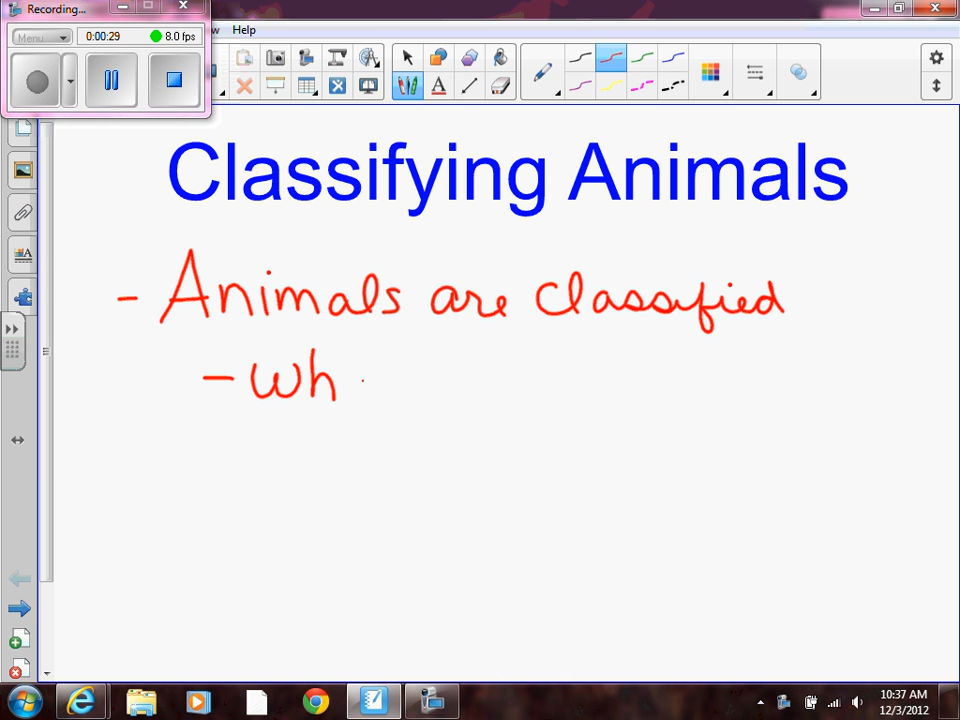 Recording...
Menu
0:00:29
8.0 fps
Help
Classifying Animals
- Animals are classified
- Wh
10:37 AM
12/3/2012